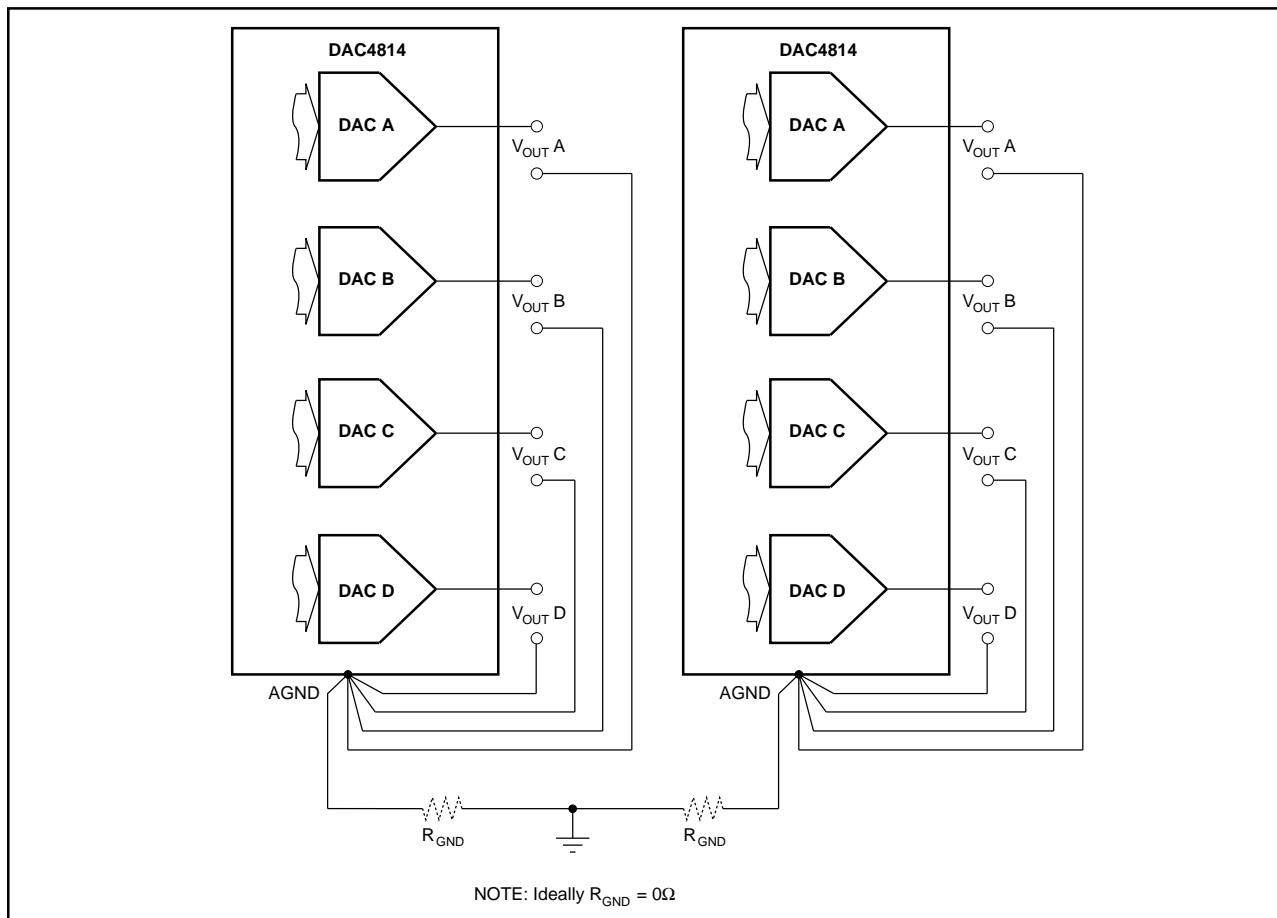 DAC4814
DAC A
V_OUT A
DAC B
V_OUT B
DAC C
V_OUT C
DAC D
V_OUT D
AGND
DAC4814
DAC A
V_OUT A
DAC B
V_OUT B
DAC C
V_OUT C
DAC D
V_OUT D
AGND
R_GND
R_GND
NOTE: Ideally R_GND = 0Ω